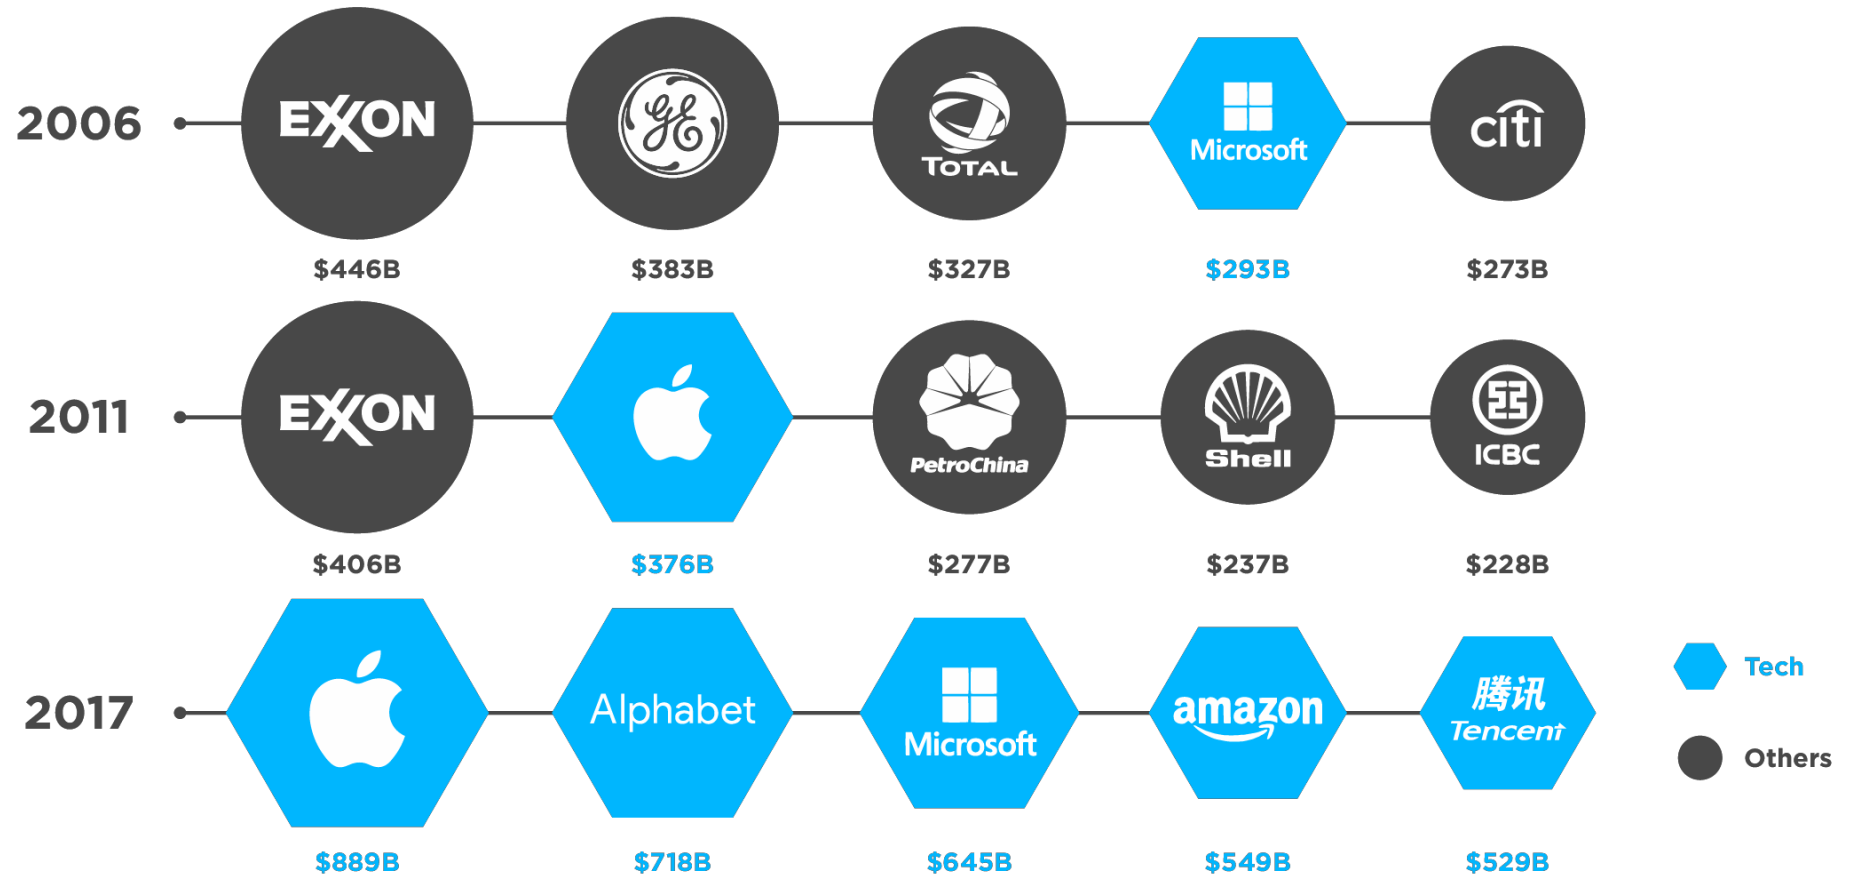 2006
EXXON
GE
TOTAL
Microsoft
citi
$446B
$383B
$327B
$293B
$273B
2011
EXXON
PetroChina
Shell
ICBC
$406B
$376B
$277B
$237B
$228B
2017
Alphabet
Microsoft
amazon
腾讯
Tencent
$889B
$718B
$645B
$549B
$529B
Tech
Others